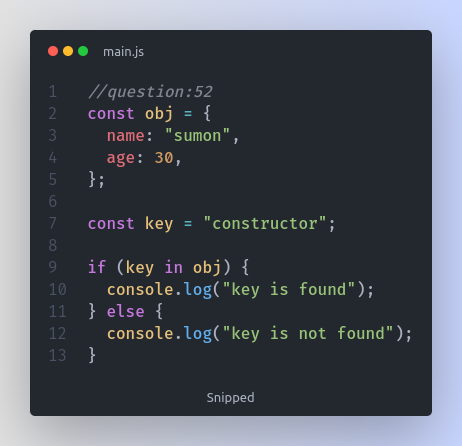 main.js
1 //question:52
2 const obj = {
3   name: "sumon",
4   age: 30,
5 };
6
7 const key = "constructor";
8
9 if (key in obj) {
10   console.log("key is found");
11 } else {
12   console.log("key is not found");
13 }
Snipped